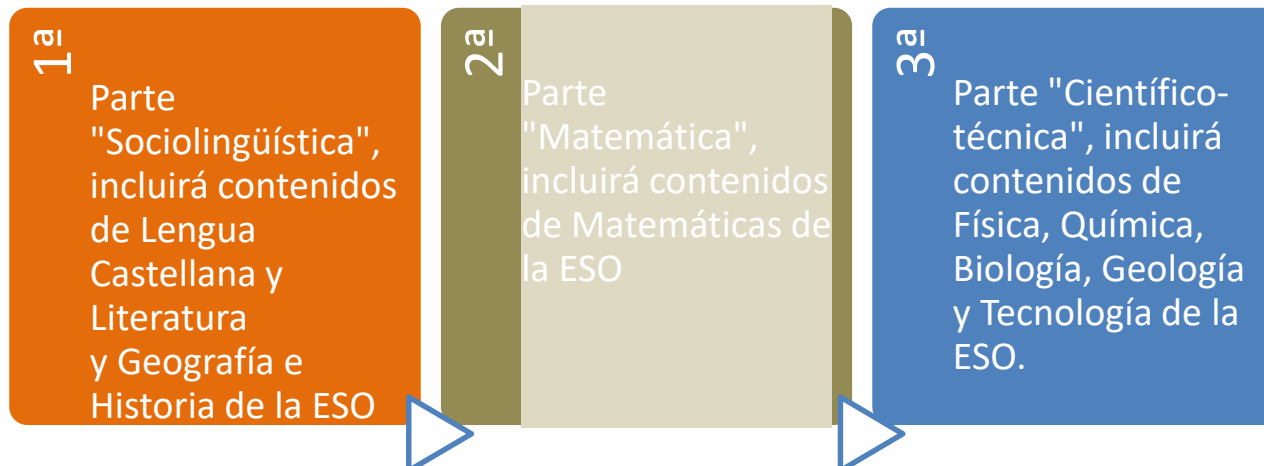 1ª
Parte
"Sociolingüística",
incluirá contenidos
de Lengua
Castellana y
Literatura
y Geografía e
Historia de la ESO
2ª
Parte
"Matemática",
incluirá contenidos
de Matemáticas de
la ESO
3ª
Parte "Científico-
técnica", incluirá
contenidos de
Física, Química,
Biología, Geología
y Tecnología de la
ESO.